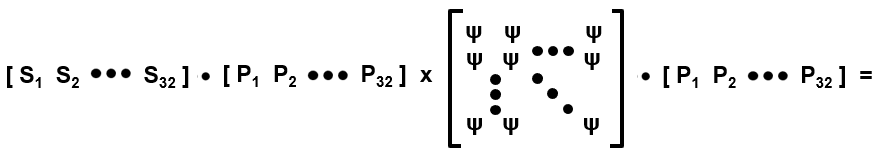 [ S₁ S₂ ●●● S₃₂ ] • [ P₁ P₂ ●●● P₃₂ ] x [ • [ P₁ P₂ ●●● P₃₂ ] =
Ψ Ψ Ψ
Ψ Ψ ●●● Ψ
Ψ Ψ Ψ ]